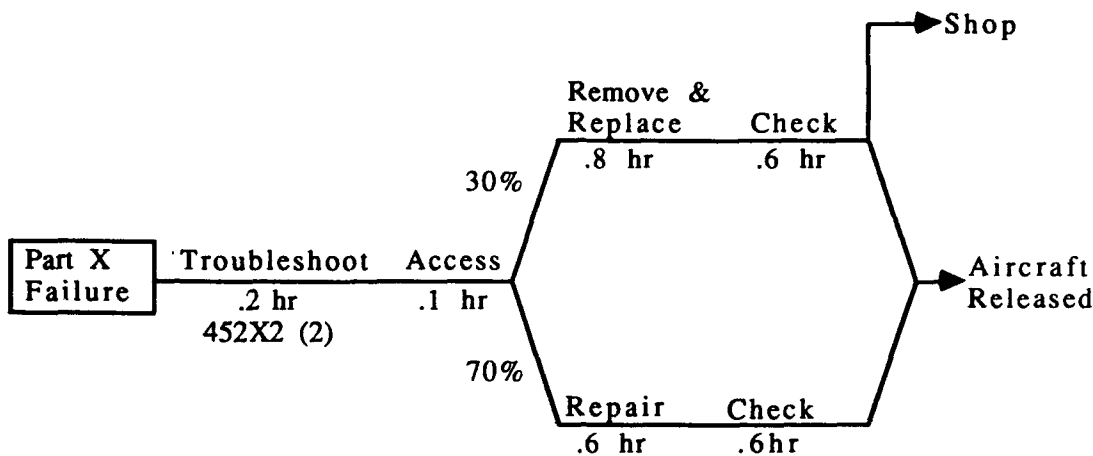 Shop
Remove &
Replace
Check
.8 hr
.6 hr
30%
Part X
Failure
Troubleshoot
Access
.2 hr
.1 hr
452X2 (2)
Aircraft
Released
70%
Repair
Check
.6 hr
.6hr